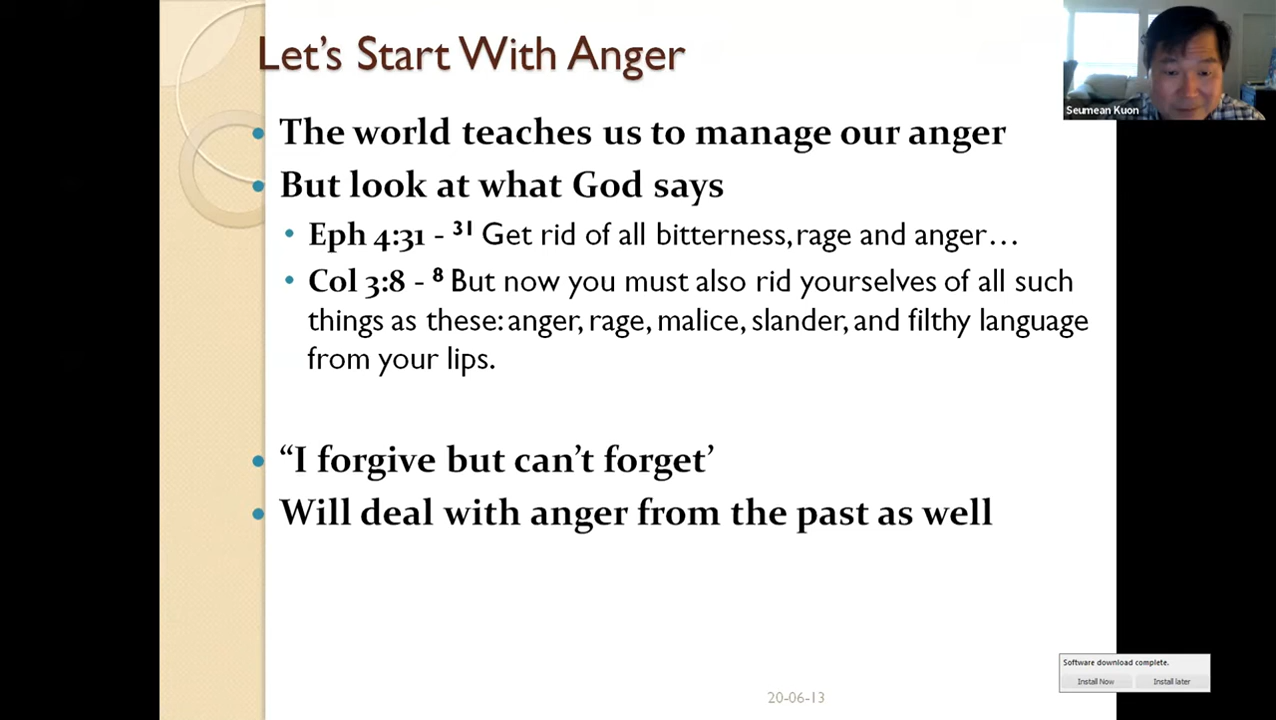 Let's Start With Anger
Seumean Kuon
• The world teaches us to manage our anger
• But look at what God says
• Eph 4:31 - ³¹ Get rid of all bitterness, rage and anger…
• Col 3:8 - ⁸ But now you must also rid yourselves of all such
things as these: anger, rage, malice, slander, and filthy language
from your lips.
• “I forgive but can’t forget’
• Will deal with anger from the past as well
Software download complete.
Install Now Install later
20-06-13